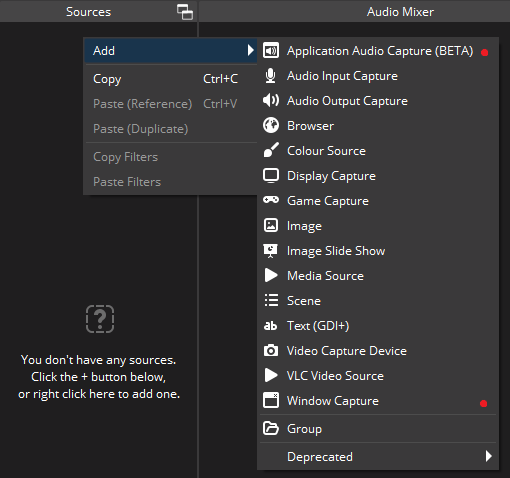 Sources
Audio Mixer
Add
Copy Ctrl+C
Paste (Reference) Ctrl+V
Paste (Duplicate)
Copy Filters
Paste Filters
Application Audio Capture (BETA)
Audio Input Capture
Audio Output Capture
Browser
Colour Source
Display Capture
Game Capture
Image
Image Slide Show
Media Source
Scene
ab Text (GDI+)
Video Capture Device
VLC Video Source
Window Capture
Group
Deprecated
You don't have any sources.
Click the + button below,
or right click here to add one.